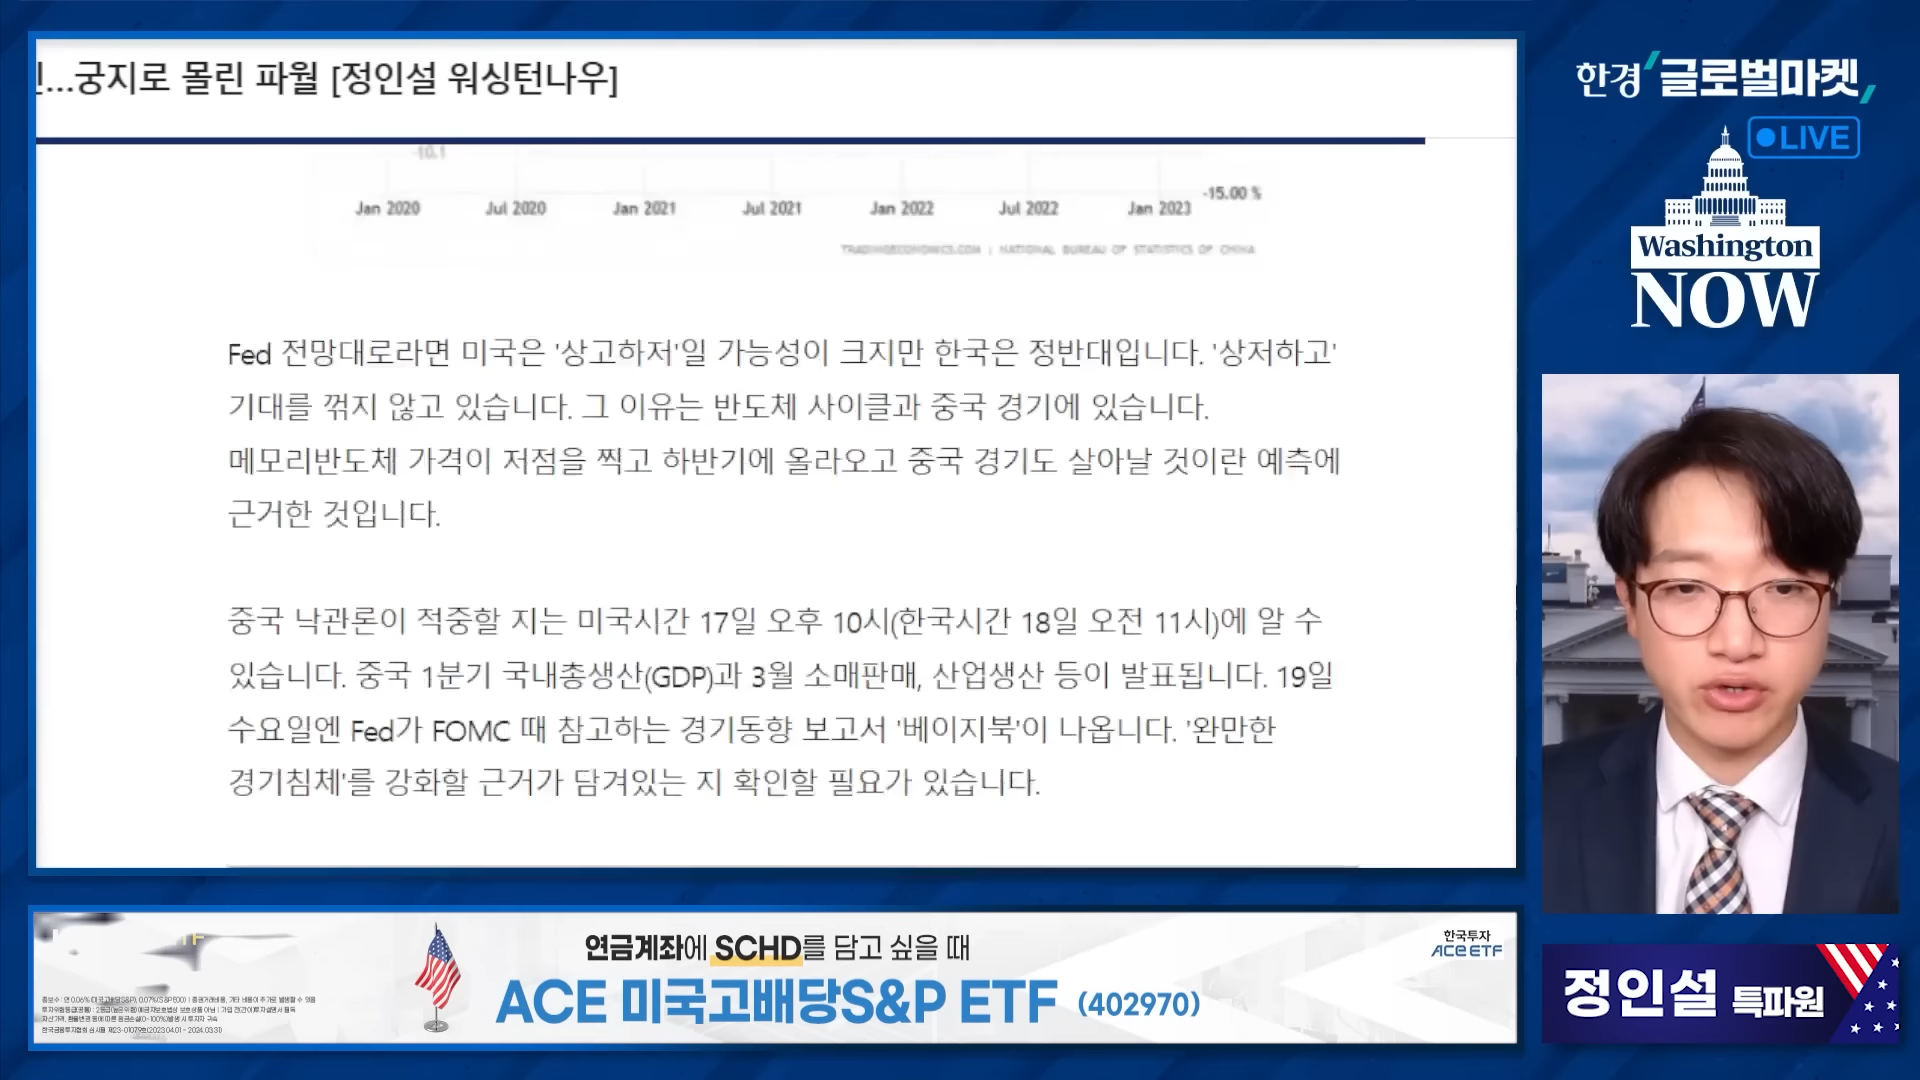 ...궁지로 몰린 파월 [정인설 워싱턴나우]
-10.1
-15.00 %
Jan 2020 Jul 2020 Jan 2021 Jul 2021 Jan 2022 Jul 2022 Jan 2023
TRADINGECONOMICS.COM | NATIONAL BUREAU OF STATISTICS OF CHINA
Fed 전망대로라면 미국은 '상고하저'일 가능성이 크지만 한국은 정반대입니다. '상저하고'
기대를 꺾지 않고 있습니다. 그 이유는 반도체 사이클과 중국 경기에 있습니다.
메모리반도체 가격이 저점을 찍고 하반기에 올라오고 중국 경기도 살아날 것이란 예측에
근거한 것입니다.
중국 낙관론이 적중할 지는 미국시간 17일 오후 10시(한국시간 18일 오전 11시)에 알 수
있습니다. 중국 1분기 국내총생산(GDP)과 3월 소매판매, 산업생산 등이 발표됩니다. 19일
수요일엔 Fed가 FOMC 때 참고하는 경기동향 보고서 '베이지북'이 나옵니다. '완만한
경기침체'를 강화할 근거가 담겨있는 지 확인할 필요가 있습니다.
한경 글로벌마켓
LIVE
Washington
NOW
정인설 특파원
연금계좌에 SCHD를 담고 싶을 때
ACE 미국고배당S&P ETF (402970)
한국투자
ACE ETF